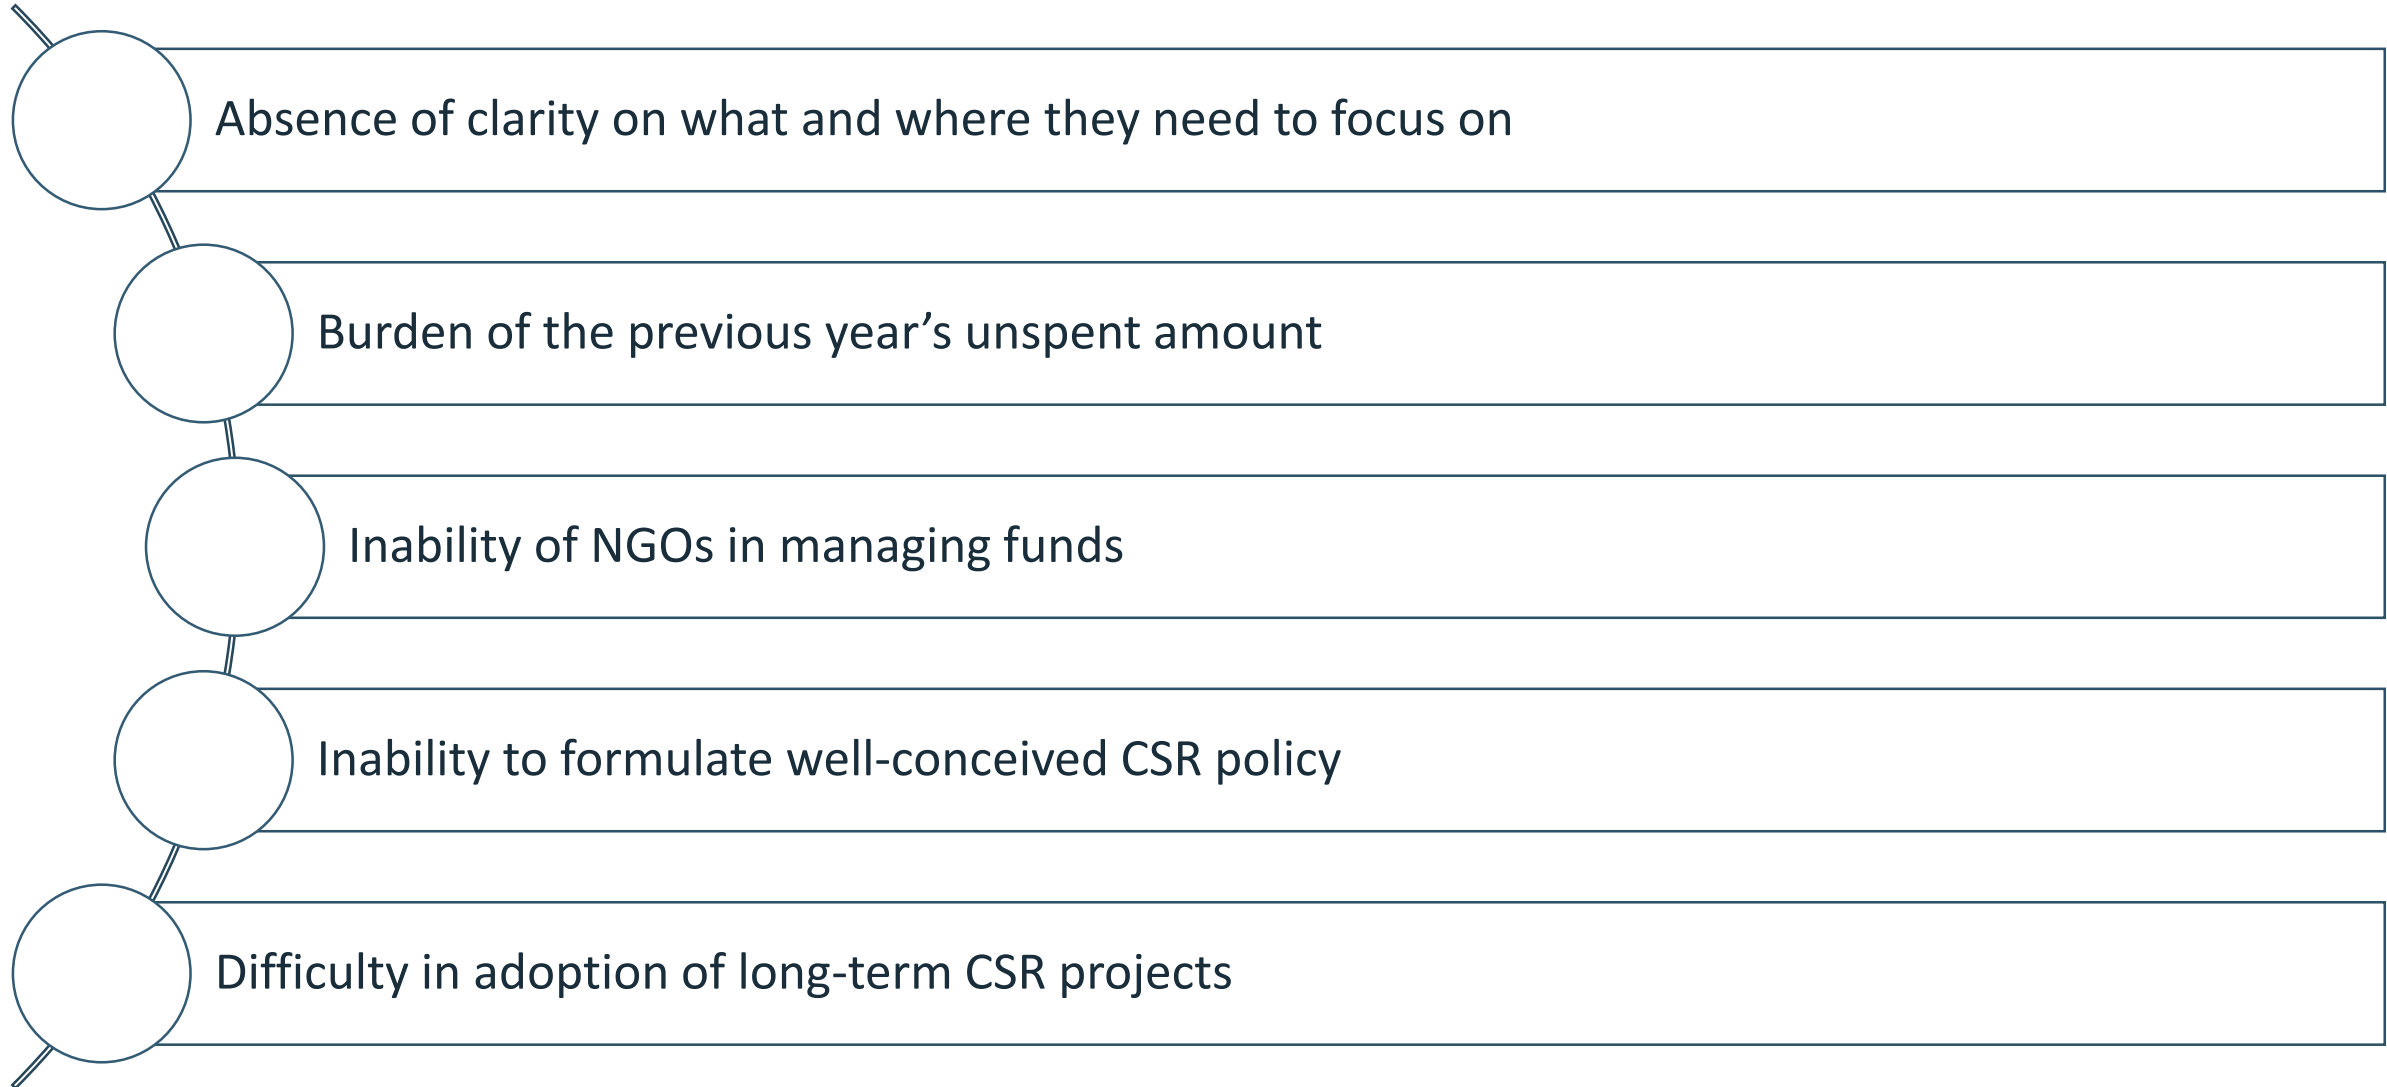 Absence of clarity on what and where they need to focus on
Burden of the previous year’s unspent amount
Inability of NGOs in managing funds
Inability to formulate well-conceived CSR policy
Difficulty in adoption of long-term CSR projects